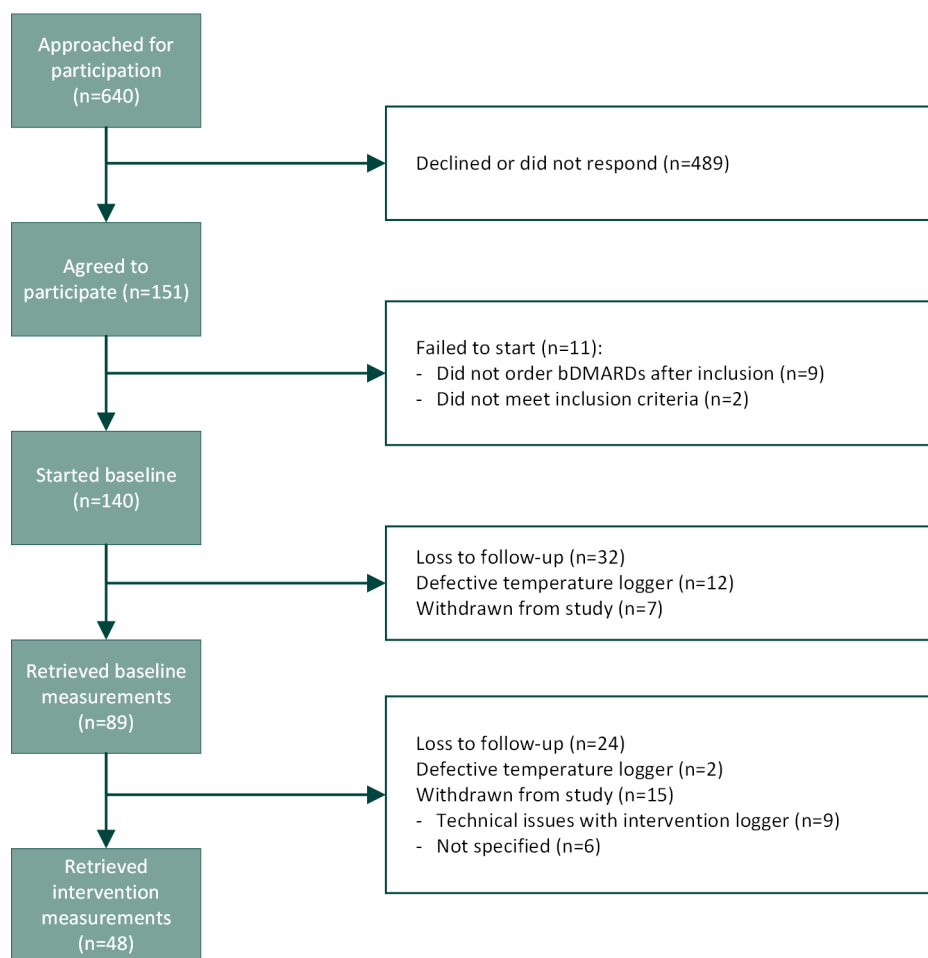 Approached for
participation
(n=640)
Declined or did not respond (n=489)
Agreed to
participate (n=151)
Failed to start (n=11):
- Did not order bDMARDs after inclusion (n=9)
- Did not meet inclusion criteria (n=2)
Started baseline
(n=140)
Loss to follow-up (n=32)
Defective temperature logger (n=12)
Withdrawn from study (n=7)
Retrieved baseline
measurements
(n=89)
Loss to follow-up (n=24)
Defective temperature logger (n=2)
Withdrawn from study (n=15)
- Technical issues with intervention logger (n=9)
- Not specified (n=6)
Retrieved
intervention
measurements
(n=48)